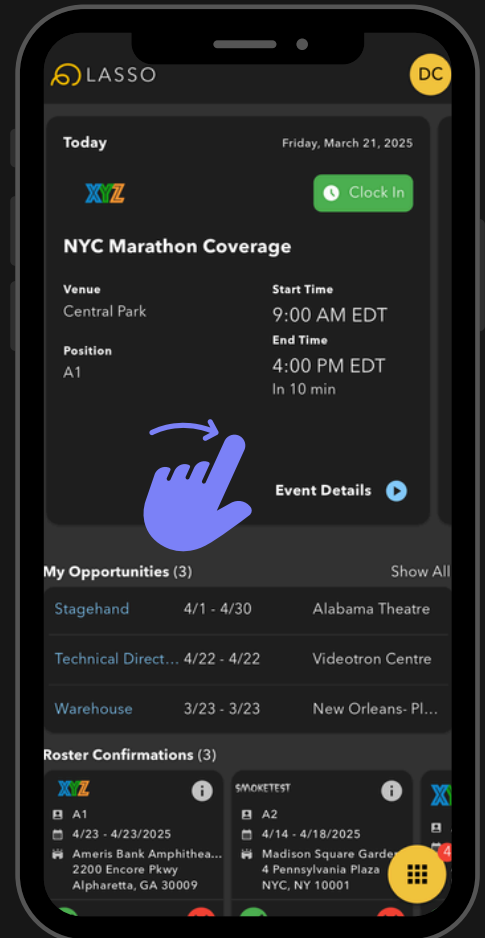 LASSO
DC
Today
Friday, March 21, 2025
XYZ
Clock In
NYC Marathon Coverage
Venue
Start Time
Central Park
9:00 AM EDT
End Time
Position
4:00 PM EDT
A1
In 10 min
Event Details
My Opportunities (3)
Show All
Stagehand 4/1 - 4/30 Alabama Theatre
Technical Direct... 4/22 - 4/22 Videotron Centre
Warehouse 3/23 - 3/23 New Orleans- Pl...
Roster Confirmations (3)
XYZ
A1
4/23 - 4/23/2025
Ameris Bank Amphithea...
2200 Encore Pkwy
Alpharetta, GA 30009
SMOKETEST
A2
4/14 - 4/18/2025
Madison Square Garde
4 Pennsylvania Plaza
NYC, NY 10001
XY
4